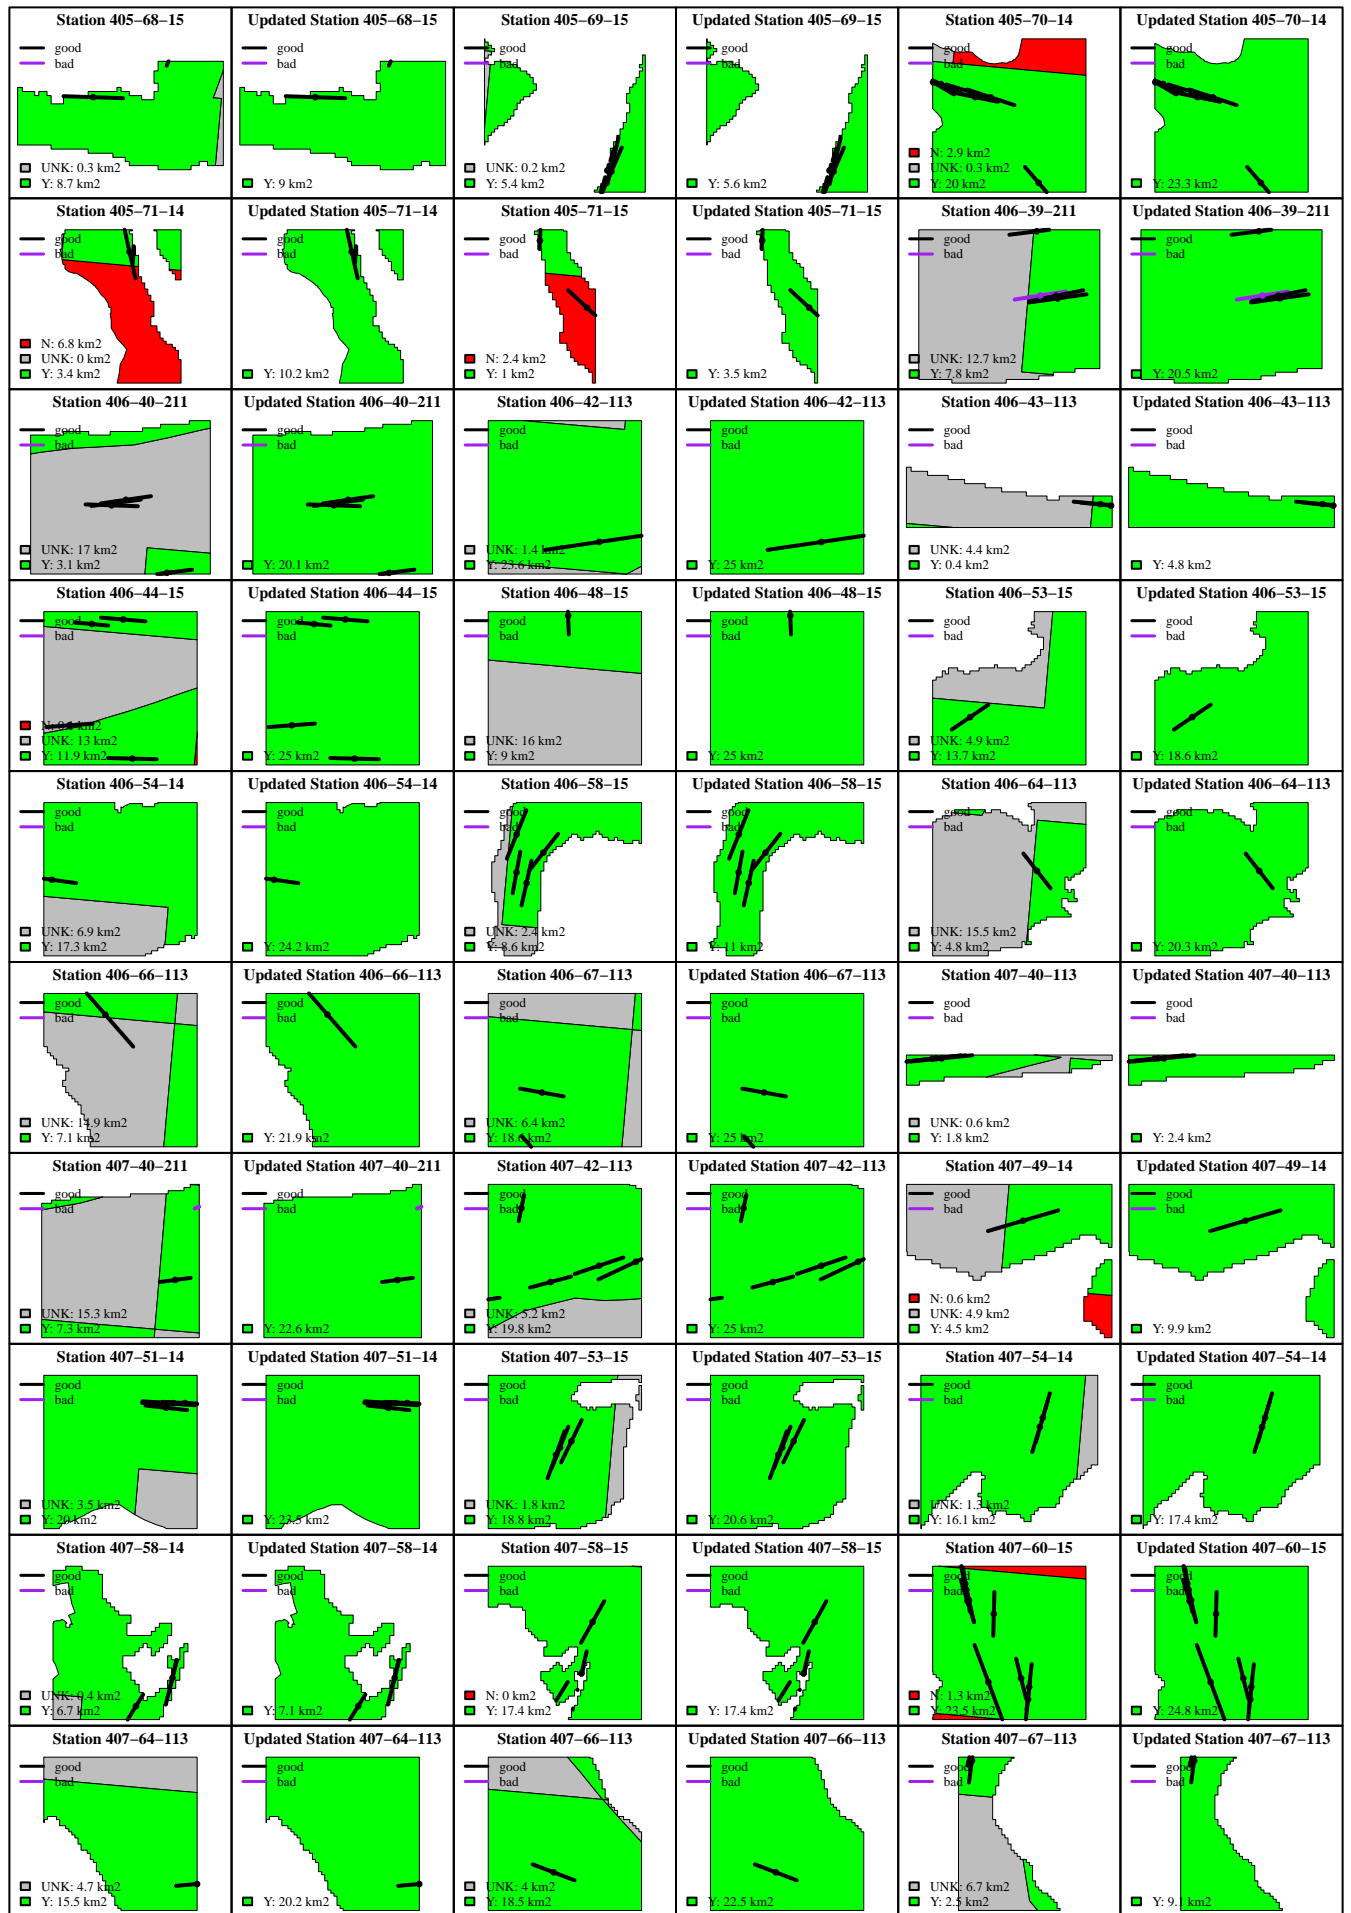 Station 405–68–15
good
bad
UNK: 0.3 km2
Y: 8.7 km2
Updated Station 405–68–15
good
bad
Y: 9 km2
Station 405–69–15
good
bad
UNK: 0.2 km2
Y: 5.4 km2
Updated Station 405–69–15
good
bad
Y: 5.6 km2
Station 405–70–14
good
bad
N: 2.9 km2
UNK: 0.3 km2
Y: 20 km2
Updated Station 405–70–14
good
bad
Y: 23.3 km2
Station 405–71–14
good
bad
N: 6.8 km2
UNK: 0 km2
Y: 3.4 km2
Updated Station 405–71–14
good
bad
Y: 10.2 km2
Station 405–71–15
good
bad
N: 2.4 km2
Y: 1 km2
Updated Station 405–71–15
good
bad
Y: 3.5 km2
Station 406–39–211
good
bad
UNK: 12.7 km2
Y: 7.8 km2
Updated Station 406–39–211
good
bad
Y: 20.5 km2
Station 406–40–211
good
bad
UNK: 17 km2
Y: 3.1 km2
Updated Station 406–40–211
good
bad
Y: 20.1 km2
Station 406–42–113
good
bad
UNK: 1.4 km2
Y: 23.6 km2
Updated Station 406–42–113
good
bad
Y: 25 km2
Station 406–43–113
good
bad
UNK: 4.4 km2
Y: 0.4 km2
Updated Station 406–43–113
good
bad
Y: 4.8 km2
Station 406–44–15
good
bad
UNK: 13 km2
Y: 11.9 km2
Updated Station 406–44–15
good
bad
Y: 25 km2
Station 406–48–15
good
bad
UNK: 16 km2
Y: 9 km2
Updated Station 406–48–15
good
bad
Y: 25 km2
Station 406–53–15
good
bad
UNK: 4.9 km2
Y: 13.7 km2
Updated Station 406–53–15
good
bad
Y: 18.6 km2
Station 406–54–14
good
bad
UNK: 6.9 km2
Y: 17.3 km2
Updated Station 406–54–14
good
bad
Y: 24.2 km2
Station 406–58–15
good
bad
UNK: 2.4 km2
Y: 8.6 km2
Updated Station 406–58–15
good
bad
Y: 11 km2
Station 406–64–113
good
bad
UNK: 15.5 km2
Y: 4.8 km2
Updated Station 406–64–113
good
bad
Y: 20.3 km2
Station 406–66–113
good
bad
UNK: 14.9 km2
Y: 7.1 km2
Updated Station 406–66–113
good
bad
Y: 21.9 km2
Station 406–67–113
good
bad
UNK: 6.4 km2
Y: 18.6 km2
Updated Station 406–67–113
good
bad
Y: 25 km2
Station 407–40–113
good
bad
UNK: 0.6 km2
Y: 1.8 km2
Updated Station 407–40–113
good
bad
Y: 2.4 km2
Station 407–40–211
good
bad
UNK: 15.3 km2
Y: 7.3 km2
Updated Station 407–40–211
good
bad
Y: 22.6 km2
Station 407–42–113
good
bad
UNK: 5.2 km2
Y: 19.8 km2
Updated Station 407–42–113
good
bad
Y: 25 km2
Station 407–49–14
good
bad
N: 0.6 km2
UNK: 4.9 km2
Y: 4.5 km2
Updated Station 407–49–14
good
bad
Y: 9.9 km2
Station 407–51–14
good
bad
UNK: 3.5 km2
Y: 20 km2
Updated Station 407–51–14
good
bad
Y: 23.5 km2
Station 407–53–15
good
bad
UNK: 1.8 km2
Y: 18.8 km2
Updated Station 407–53–15
good
bad
Y: 20.6 km2
Station 407–54–14
good
bad
UNK: 1.3 km2
Y: 16.1 km2
Updated Station 407–54–14
good
bad
Y: 17.4 km2
Station 407–58–14
good
bad
UNK: 0.4 km2
Y: 6.7 km2
Updated Station 407–58–14
good
bad
Y: 7.1 km2
Station 407–58–15
good
bad
N: 0 km2
Y: 17.4 km2
Updated Station 407–58–15
good
bad
Y: 17.4 km2
Station 407–60–15
good
bad
N: 1.3 km2
Y: 23.5 km2
Updated Station 407–60–15
good
bad
Y: 24.8 km2
Station 407–64–113
good
bad
UNK: 4.7 km2
Y: 15.5 km2
Updated Station 407–64–113
good
bad
Y: 20.2 km2
Station 407–66–113
good
bad
UNK: 4 km2
Y: 18.5 km2
Updated Station 407–66–113
good
bad
Y: 22.5 km2
Station 407–67–113
good
bad
UNK: 6.7 km2
Y: 2.5 km2
Updated Station 407–67–113
good
bad
Y: 9.1 km2